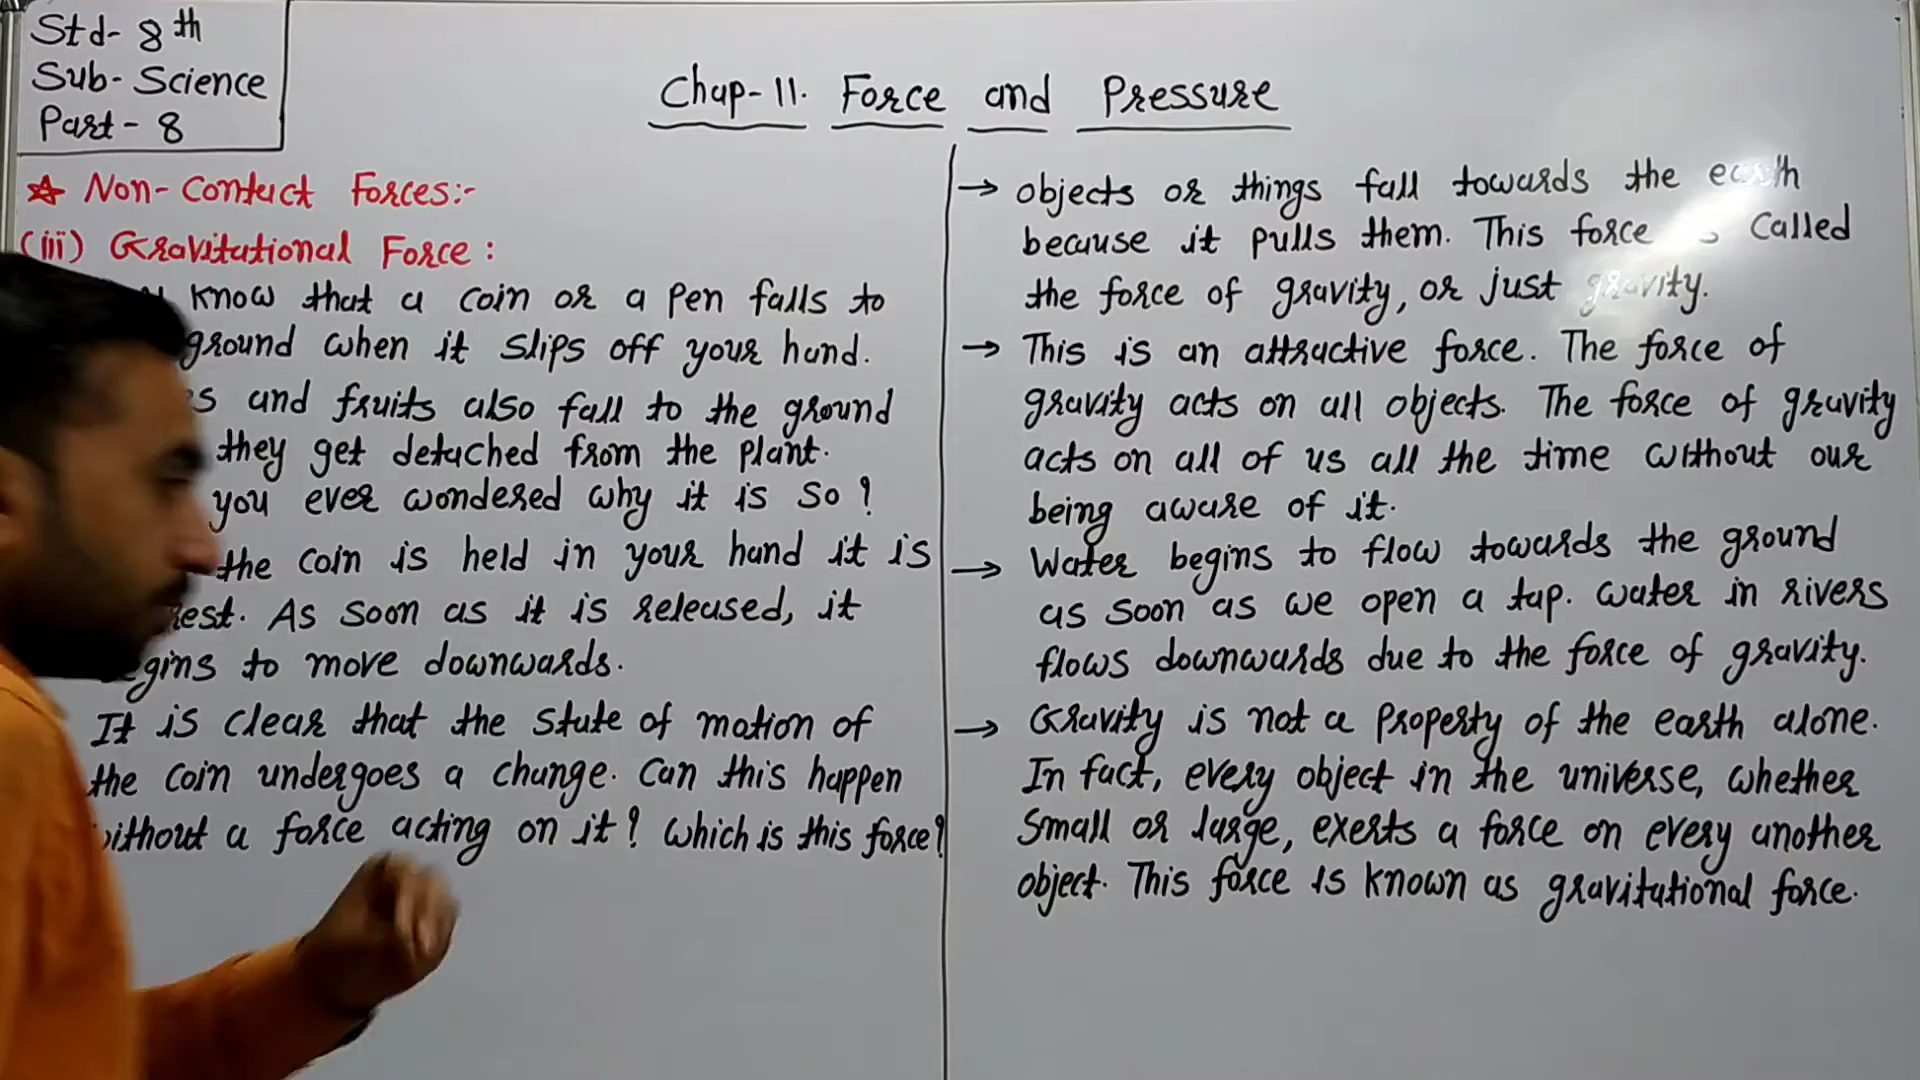 Std- 8th
Sub- Science
Part - 8
Chap-11. Force and Pressure
☆ Non-Contact Forces:-
(iii) Gravitational Force :
know that a coin or a pen falls to
ground when it slips off your hand.
and fruits also fall to the ground
they get detached from the plant.
you ever wondered why it is so?
the coin is held in your hand it is
rest. As soon as it is released, it
to move downwards.
It is clear that the state of motion of
the coin undergoes a change. Can this happen
without a force acting on it? Which is this force?
→ objects or things fall towards the earth
because it pulls them. This force is called
the force of gravity, or just gravity.
→ This is an attractive force. The force of
gravity acts on all objects. The force of gravity
acts on all of us all the time without our
being aware of it.
→ Water begins to flow towards the ground
as soon as we open a tap. Water in rivers
flows downwards due to the force of gravity.
→ Gravity is not a property of the earth alone.
In fact, every object in the universe, whether
small or large, exerts a force on every another
object. This force is known as gravitational force.